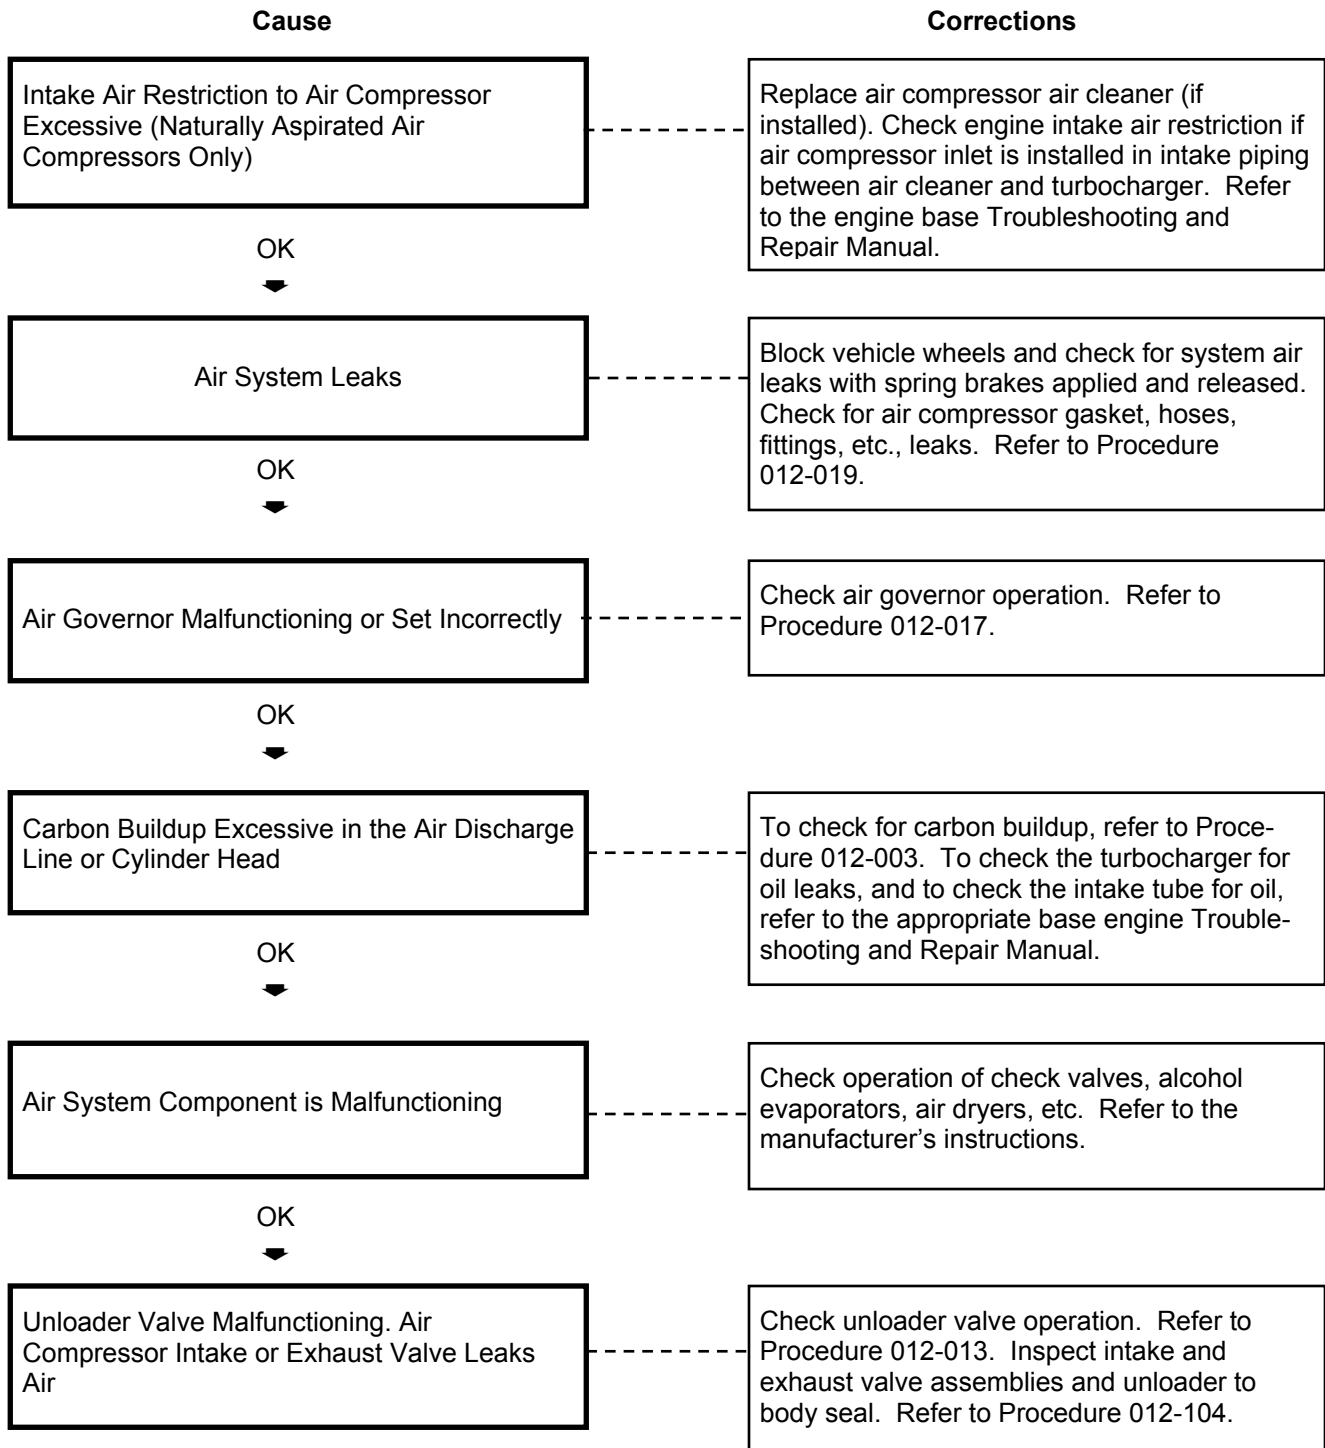 Cause
Corrections
Intake Air Restriction to Air Compressor
Excessive (Naturally Aspirated Air
Compressors Only)
Replace air compressor air cleaner (if
installed). Check engine intake air restriction if
air compressor inlet is installed in intake piping
between air cleaner and turbocharger. Refer
to the engine base Troubleshooting and
Repair Manual.
OK
Air System Leaks
Block vehicle wheels and check for system air
leaks with spring brakes applied and released.
Check for air compressor gasket, hoses,
fittings, etc., leaks. Refer to Procedure
012-019.
OK
Air Governor Malfunctioning or Set Incorrectly
Check air governor operation. Refer to
Procedure 012-017.
OK
Carbon Buildup Excessive in the Air Discharge
Line or Cylinder Head
To check for carbon buildup, refer to Proce-
dure 012-003. To check the turbocharger for
oil leaks, and to check the intake tube for oil,
refer to the appropriate base engine Trouble-
shooting and Repair Manual.
OK
Air System Component is Malfunctioning
Check operation of check valves, alcohol
evaporators, air dryers, etc. Refer to the
manufacturer’s instructions.
OK
Unloader Valve Malfunctioning. Air
Compressor Intake or Exhaust Valve Leaks
Air
Check unloader valve operation. Refer to
Procedure 012-013. Inspect intake and
exhaust valve assemblies and unloader to
body seal. Refer to Procedure 012-104.